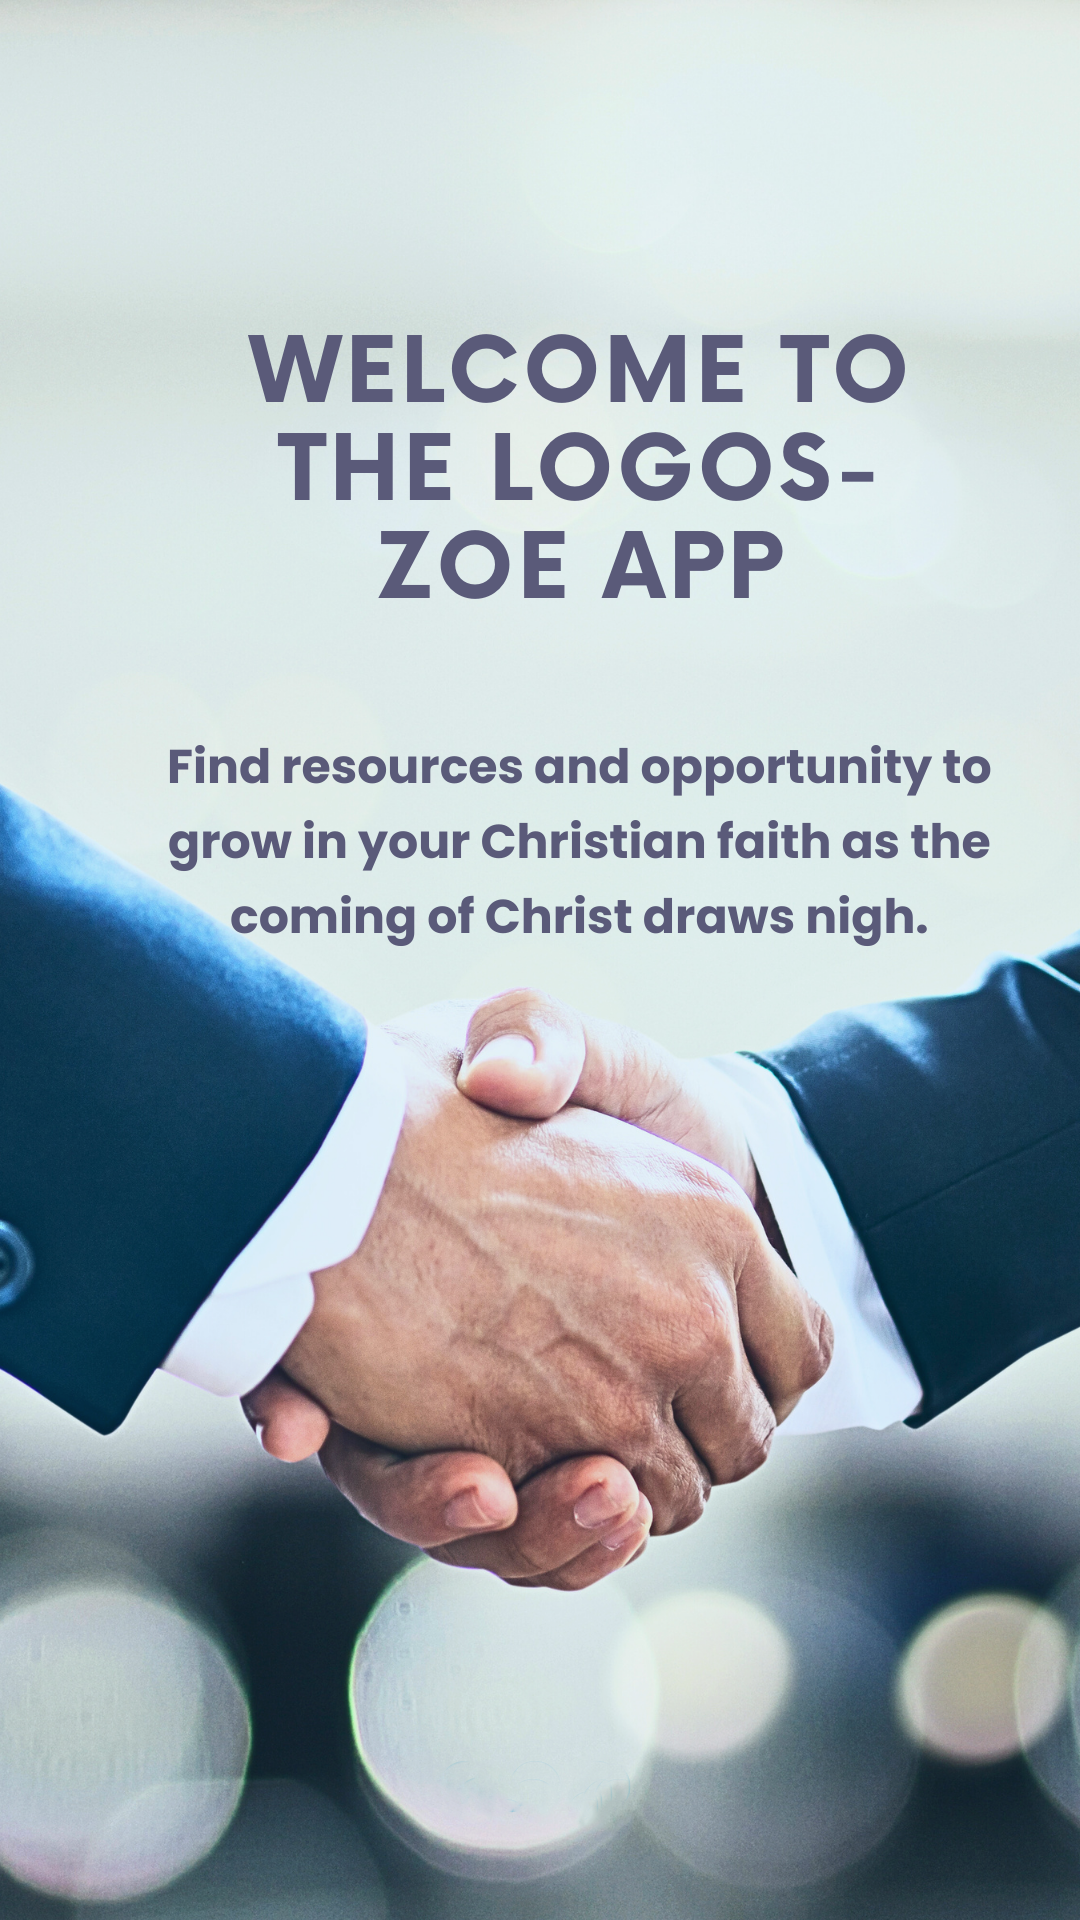 WELCOME TO
THE LOGOS-
ZOE APP
Find resources and opportunity to
grow in your Christian faith as the
coming of Christ draws nigh.